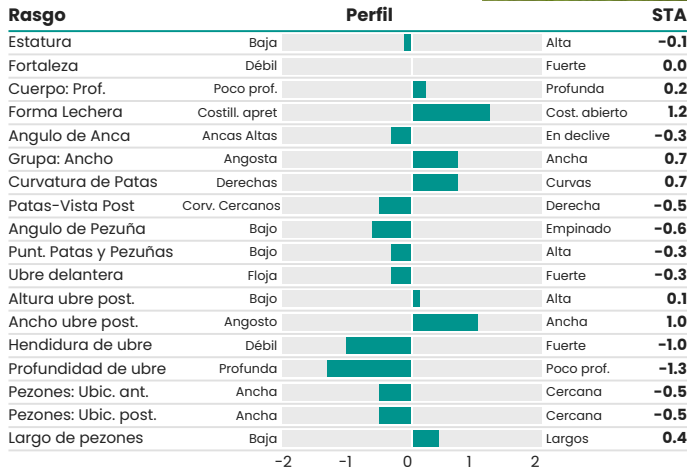 Rasgo Perfil STA
Estatura Baja Alta -0.1
Fortaleza Débil Fuerte 0.0
Cuerpo: Prof. Poco prof. Profunda 0.2
Forma Lechera Costill. apret Cost. abierto 1.2
Angulo de Anca Ancas Altas En declive -0.3
Grupa: Ancho Angosta Ancha 0.7
Curvatura de Patas Derechas Curvas 0.7
Patas-Vista Post Corv. Cercanos Derecha -0.5
Angulo de Pezuña Bajo Empinado -0.6
Punt. Patas y Pezuñas Bajo Alta -0.3
Ubre delantera Floja Fuerte -0.3
Altura ubre post. Bajo Alta 0.1
Ancho ubre post. Angosto Ancha 1.0
Hendidura de ubre Débil Fuerte -1.0
Profundidad de ubre Profunda Poco prof. -1.3
Pezones: Ubic. ant. Ancha Cercana -0.5
Pezones: Ubic. post. Ancha Cercana -0.5
Largo de pezones Baja Largos 0.4
-2 -1 0 1 2